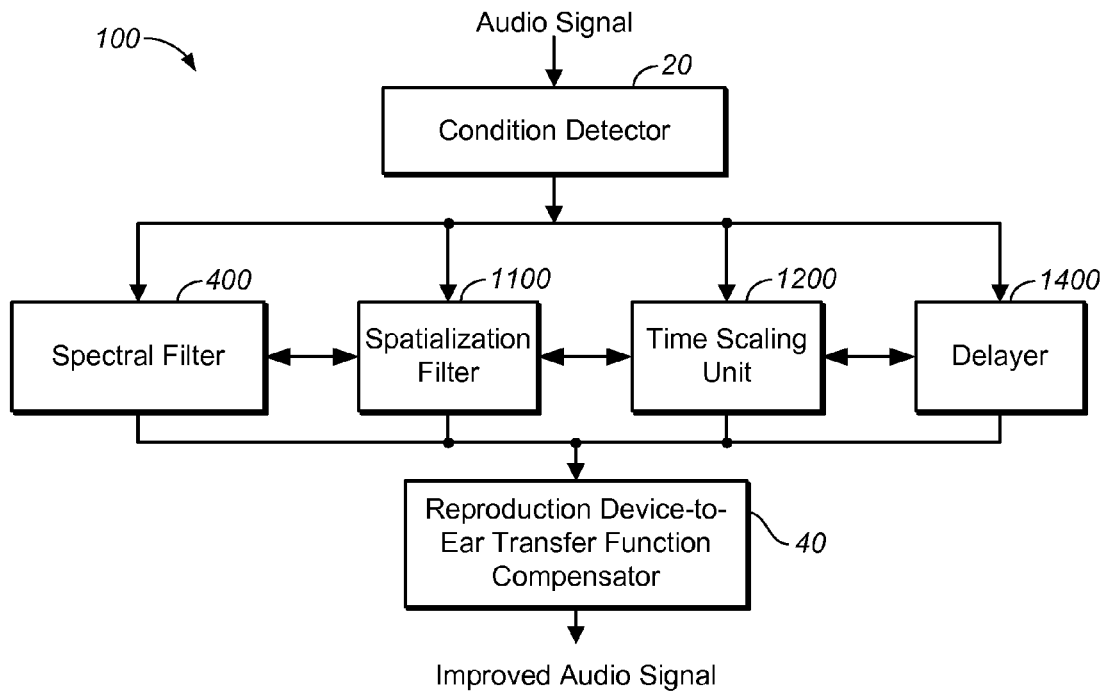 Audio Signal
100
20
Condition Detector
400
1100
1200
1400
Spectral Filter
Spatialization
Filter
Time Scaling
Unit
Delayer
Reproduction Device-to-
Ear Transfer Function
Compensator
40
Improved Audio Signal